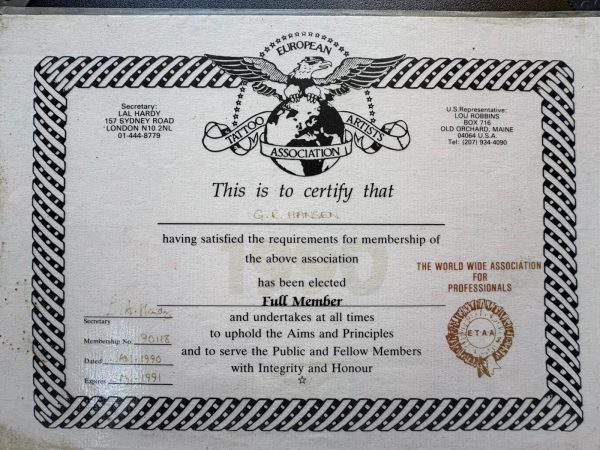 EUROPEAN
TATTOO
ARTISTS
ASSOCIATION
Secretary:
LAL HARDY
157 SYDNEY ROAD
LONDON N10 2NL
01-444-8779
U.S. Representative:
LOU ROBBINS
BOX 716
OLD ORCHARD, MAINE
04064 U.S.A.
Tel: (207) 934-4090
This is to certify that
G. R. HANSEN
having satisfied the requirements for membership of
the above association
has been elected
Full Member
and undertakes at all times
to uphold the Aims and Principles
and to serve the Public and Fellow Members
with Integrity and Honour
THE WORLD WIDE ASSOCIATION
FOR
PROFESSIONALS
E T A A
Secretary
Membership No. 90118
Dated 1990
Expires 1991